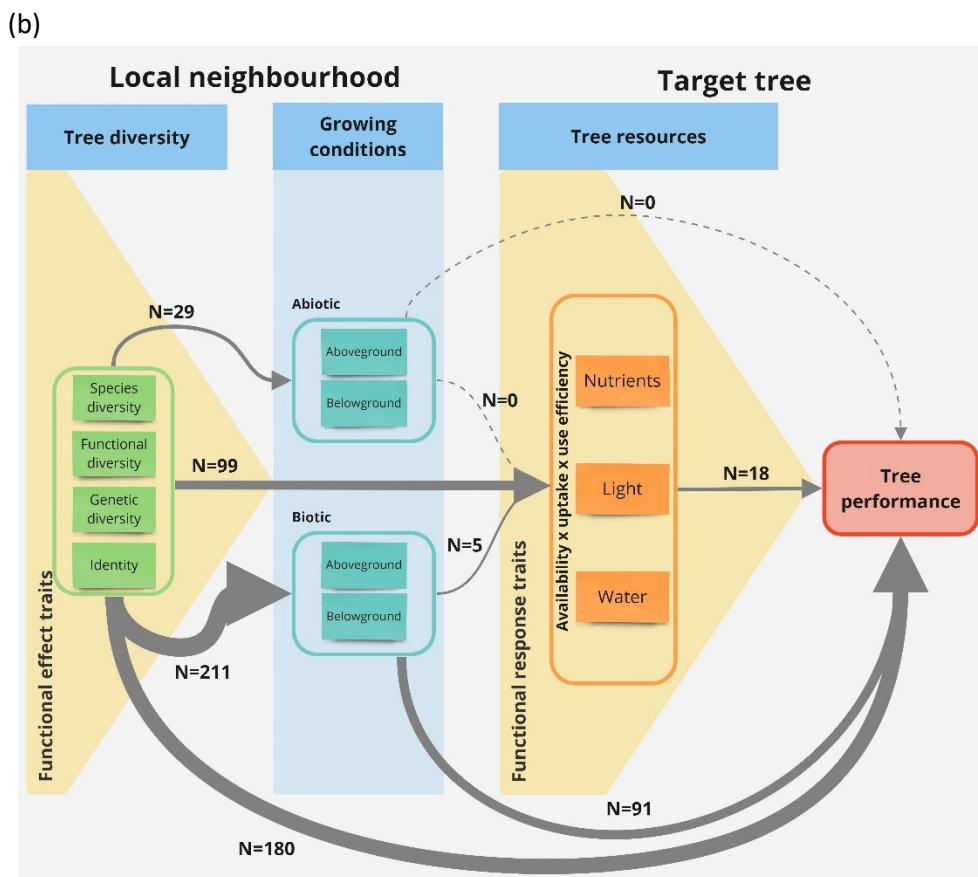 (b)
Local neighbourhood
Target tree
Tree diversity
Growing
conditions
Tree resources
N=0
N=29
Abiotic
Aboveground
Belowground
Species
diversity
Functional
diversity
Genetic
diversity
Identity
N=99
N=0
Nutrients
Light
Water
Availability x uptake x use efficiency
N=18
Tree
performance
Biotic
Aboveground
Belowground
N=5
N=211
Functional effect traits
Functional response traits
N=91
N=180